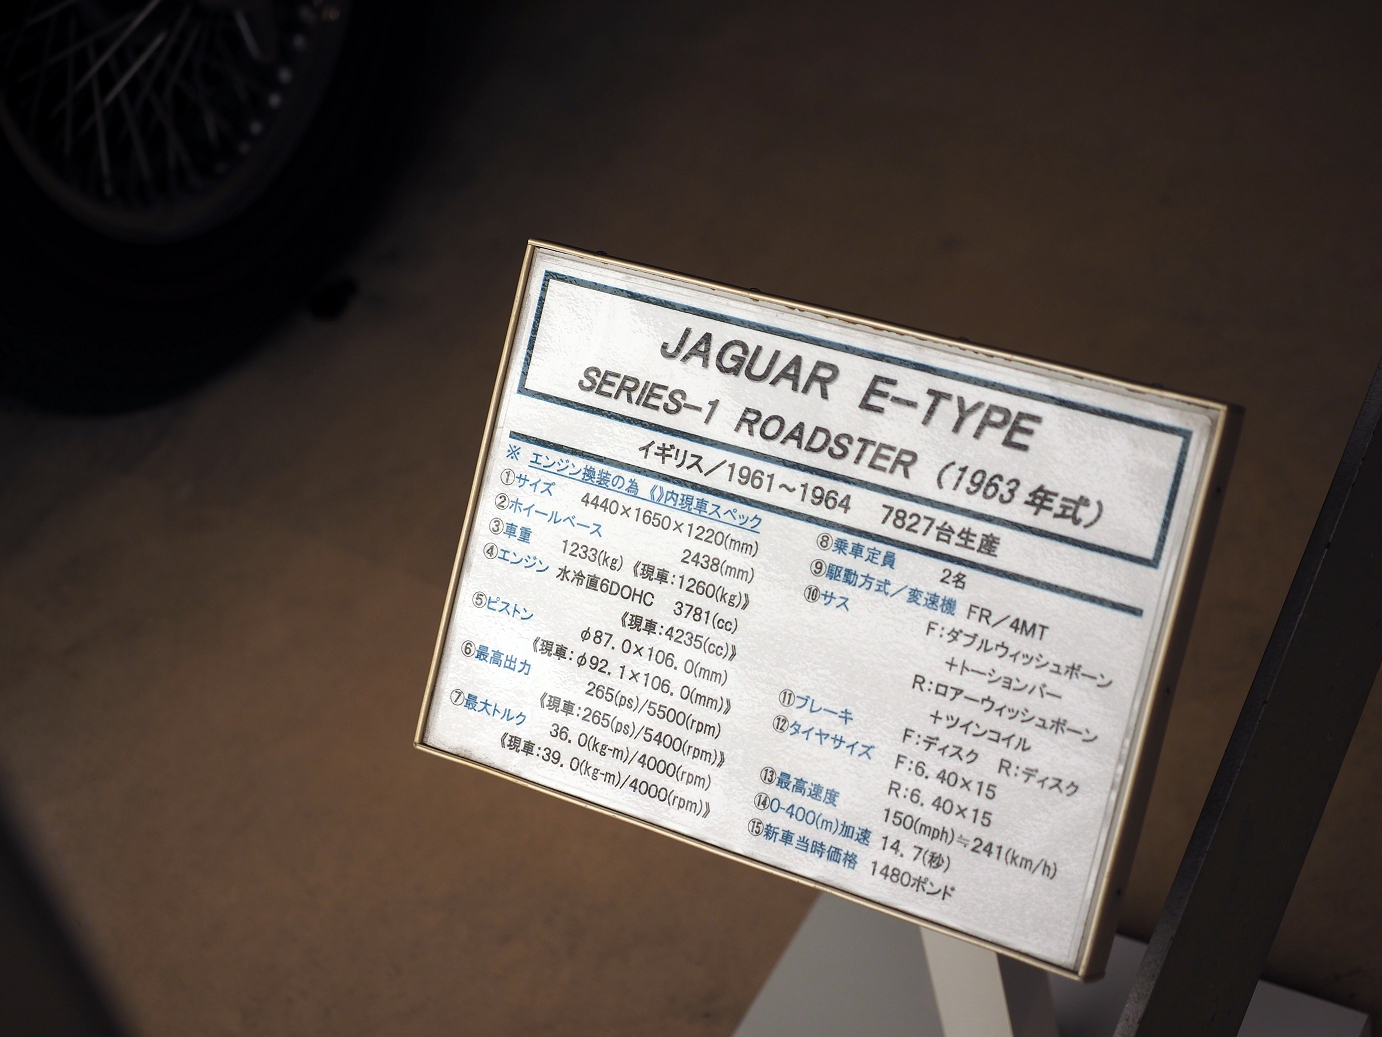 JAGUAR E-TYPE
SERIES-1 ROADSTER (1963年式)
イギリス/1961～1964 7827台生産
※ エンジン換装の為 《》内現車スペック
①サイズ 4440×1650×1220(mm)
②ホイールベース 2438(mm)
③車重 1233(kg) 《現車:1260(kg)》
④エンジン 水冷直6DOHC 3781(cc)
《現車:4235(cc)》
⑤ピストン φ87.0×106.0(mm)
《現車:φ92.1×106.0(mm)》
⑥最高出力 265(ps)/5500(rpm)
《現車:265(ps)/5400(rpm)》
⑦最大トルク 36.0(kg-m)/4000(rpm)
《現車:39.0(kg-m)/4000(rpm)》
⑧乗車定員 2名
⑨駆動方式/変速機 FR/4MT
⑩サス F:ダブルウィッシュボーン
+トーションバー
R:ロアーウィッシュボーン
+ツインコイル
⑪ブレーキ F:ディスク R:ディスク
⑫タイヤサイズ F:6.40×15
R:6.40×15
⑬最高速度 150(mph)≒241(km/h)
⑭0-400(m)加速 14.7(秒)
⑮新車当時価格 1480ポンド